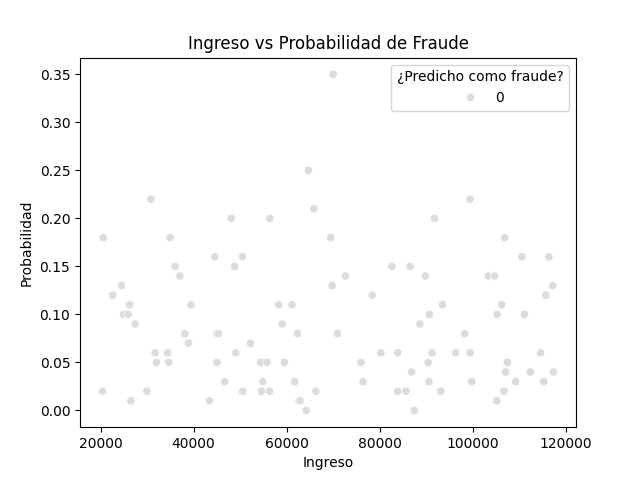 Ingreso vs Probabilidad de Fraude
¿Predicho como fraude?
0
0.35
0.30
0.25
0.20
0.15
0.10
0.05
0.00
Probabilidad
20000 40000 60000 80000 100000 120000
Ingreso